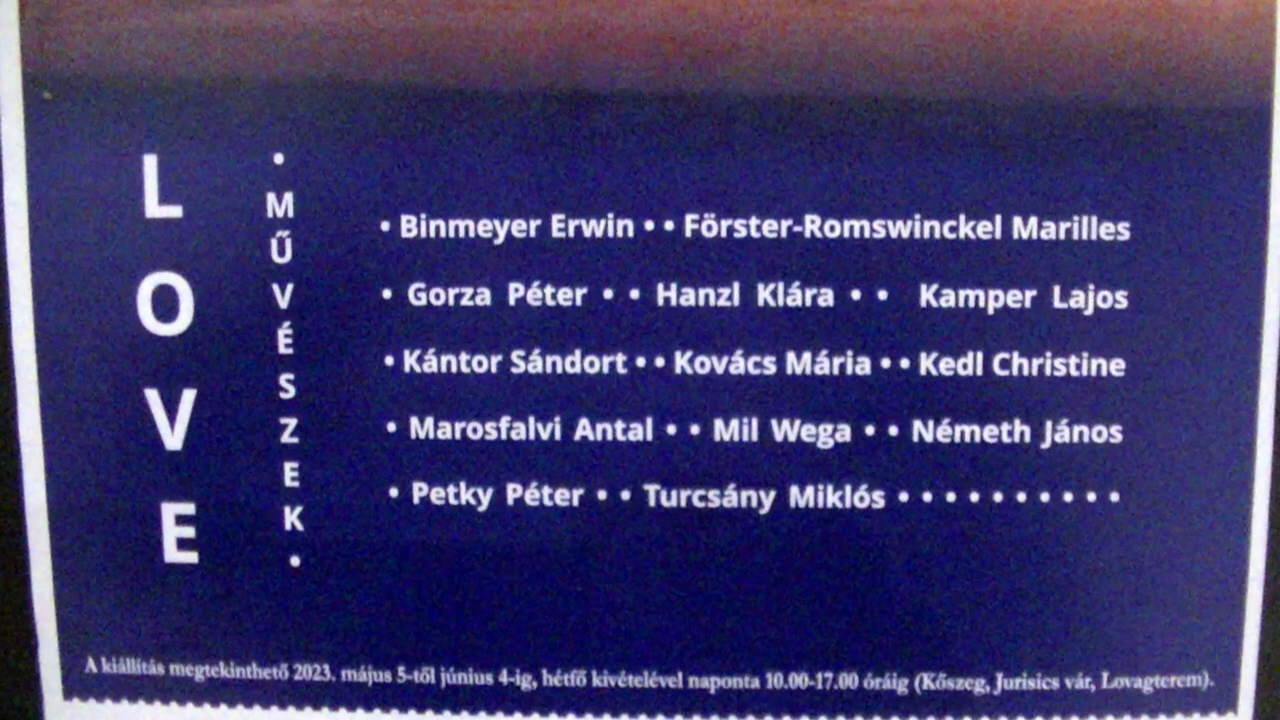 LOVE
• MŰVÉSZEK •
• Binmeyer Erwin • • Förster-Romswinckel Marilles
• Gorza Péter • • Hanzl Klára • • Kamper Lajos
• Kántor Sándort • • Kovács Mária • • Kedl Christine
• Marosfalvi Antal • • Mil Wega • • Németh János
• Petky Péter • • Turcsány Miklós • • • • • • • • • •
A kiállítás megtekinthető 2023. május 5-től június 4-ig, hétfő kivételével naponta 10.00-17.00 óráig (Kőszeg, Jurisics vár, Lovagterem).